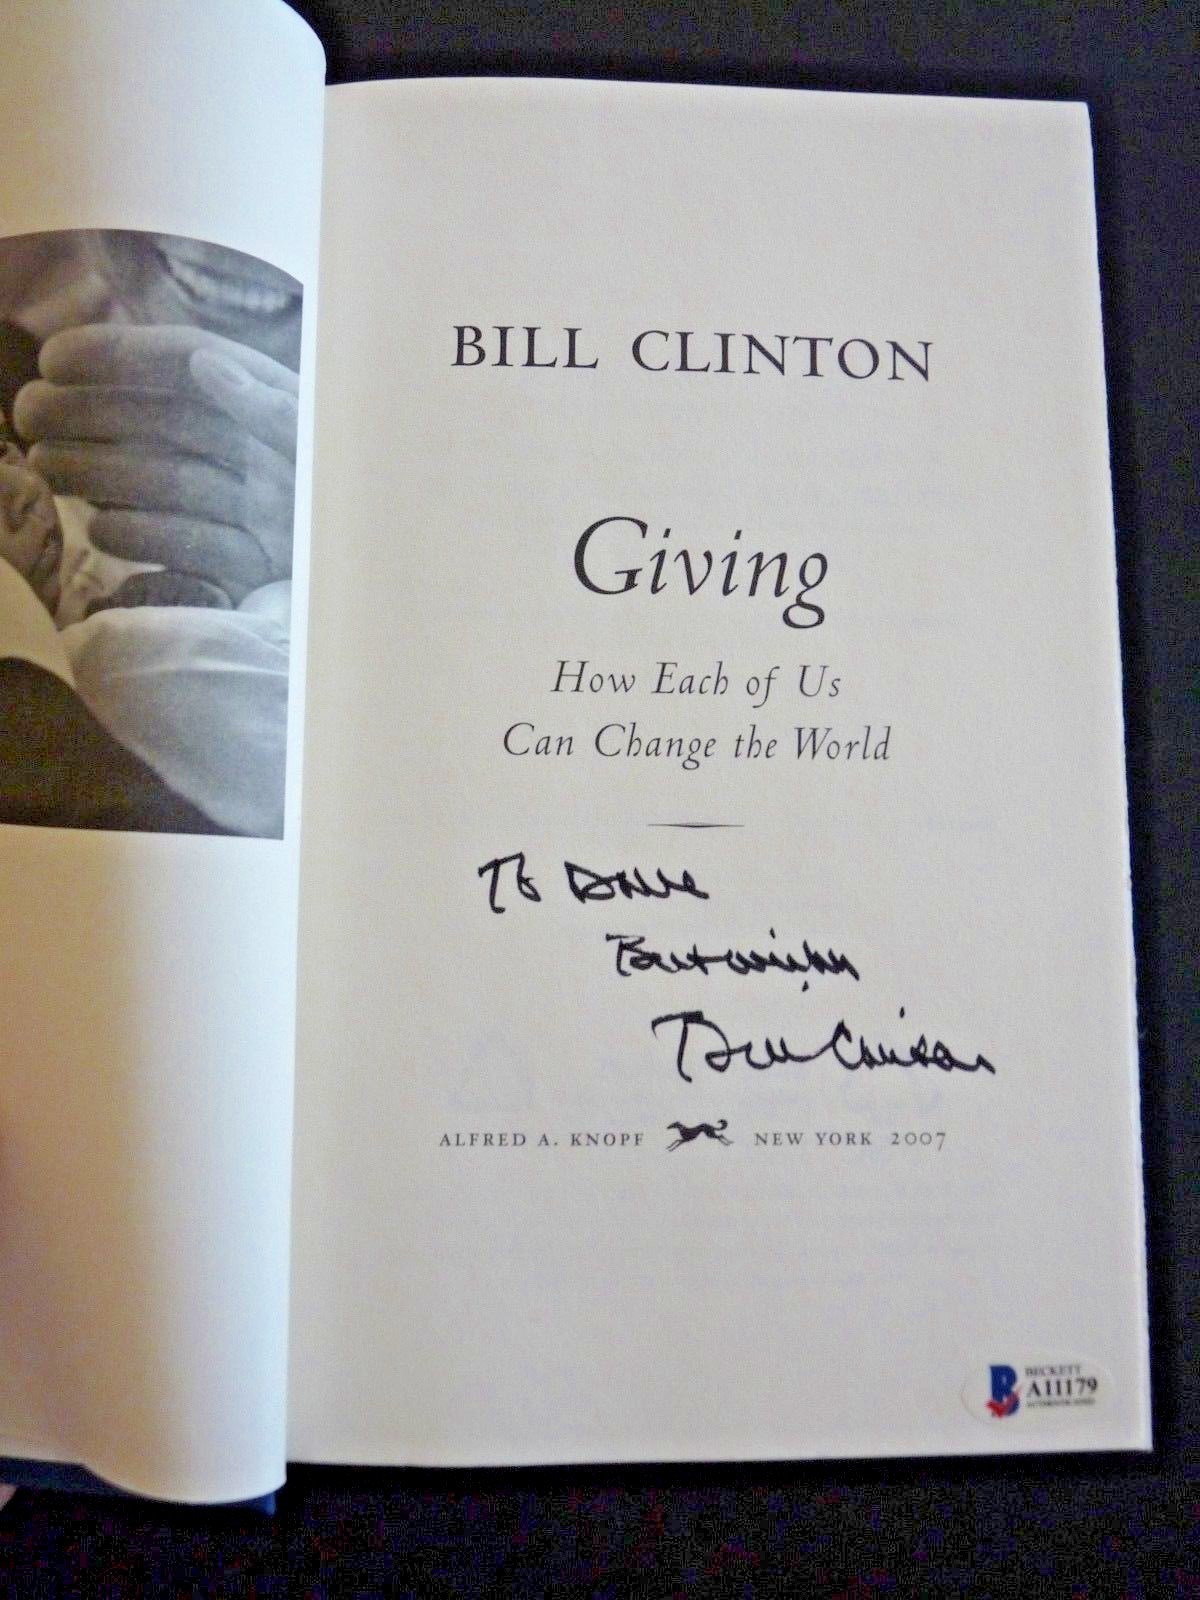 BILL CLINTON
Giving
How Each of Us
Can Change the World
To Dave
Best wishes
Bill Clinton
ALFRED A. KNOPF NEW YORK 2007
BECKETT
A11179
AUTHENTICATED